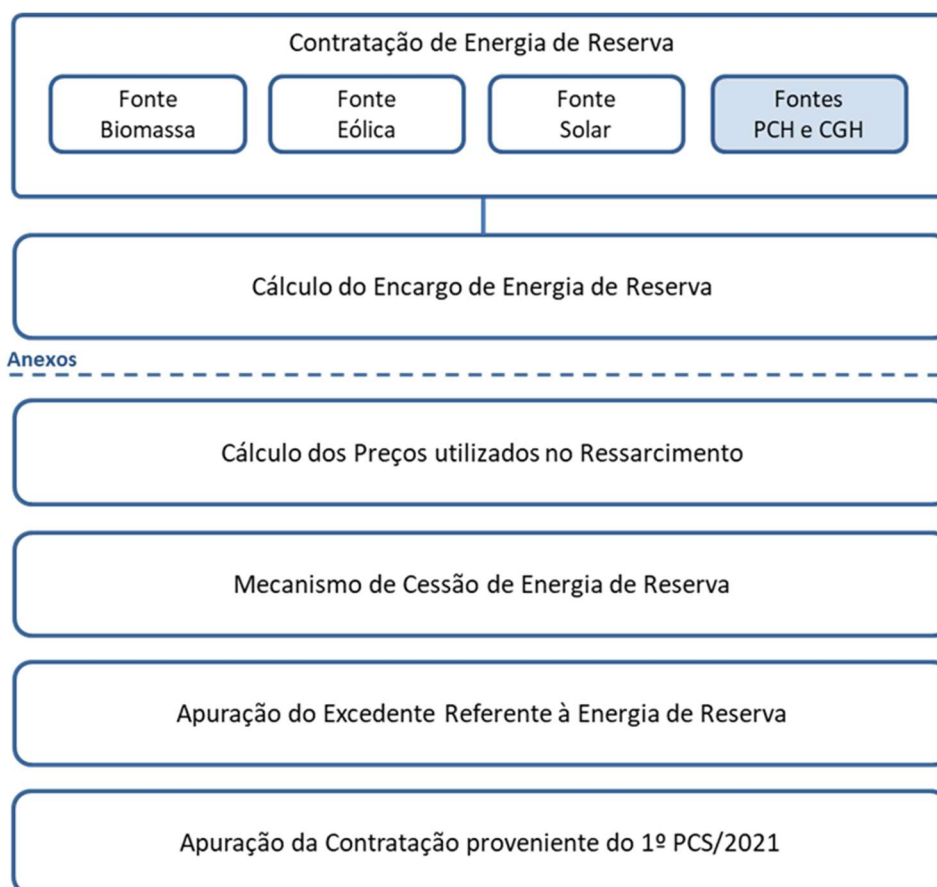 Contratação de Energia de Reserva
Fonte
Biomassa
Fonte
Eólica
Fonte
Solar
Fontes
PCH e CGH
Cálculo do Encargo de Energia de Reserva
Anexos
Cálculo dos Preços utilizados no Ressarcimento
Mecanismo de Cessão de Energia de Reserva
Apuração do Excedente Referente à Energia de Reserva
Apuração da Contratação proveniente do 1º PCS/2021